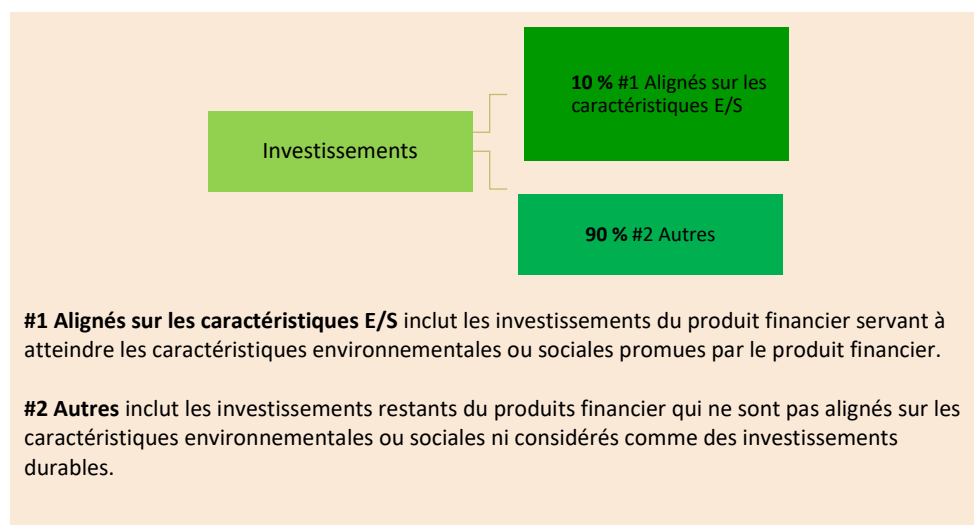 10 % #1 Alignés sur les
caractéristiques E/S
Investissements
90 % #2 Autres
#1 Alignés sur les caractéristiques E/S inclut les investissements du produit financier servant à
atteindre les caractéristiques environnementales ou sociales promues par le produit financier.
#2 Autres inclut les investissements restants du produits financier qui ne sont pas alignés sur les
caractéristiques environnementales ou sociales ni considérés comme des investissements
durables.